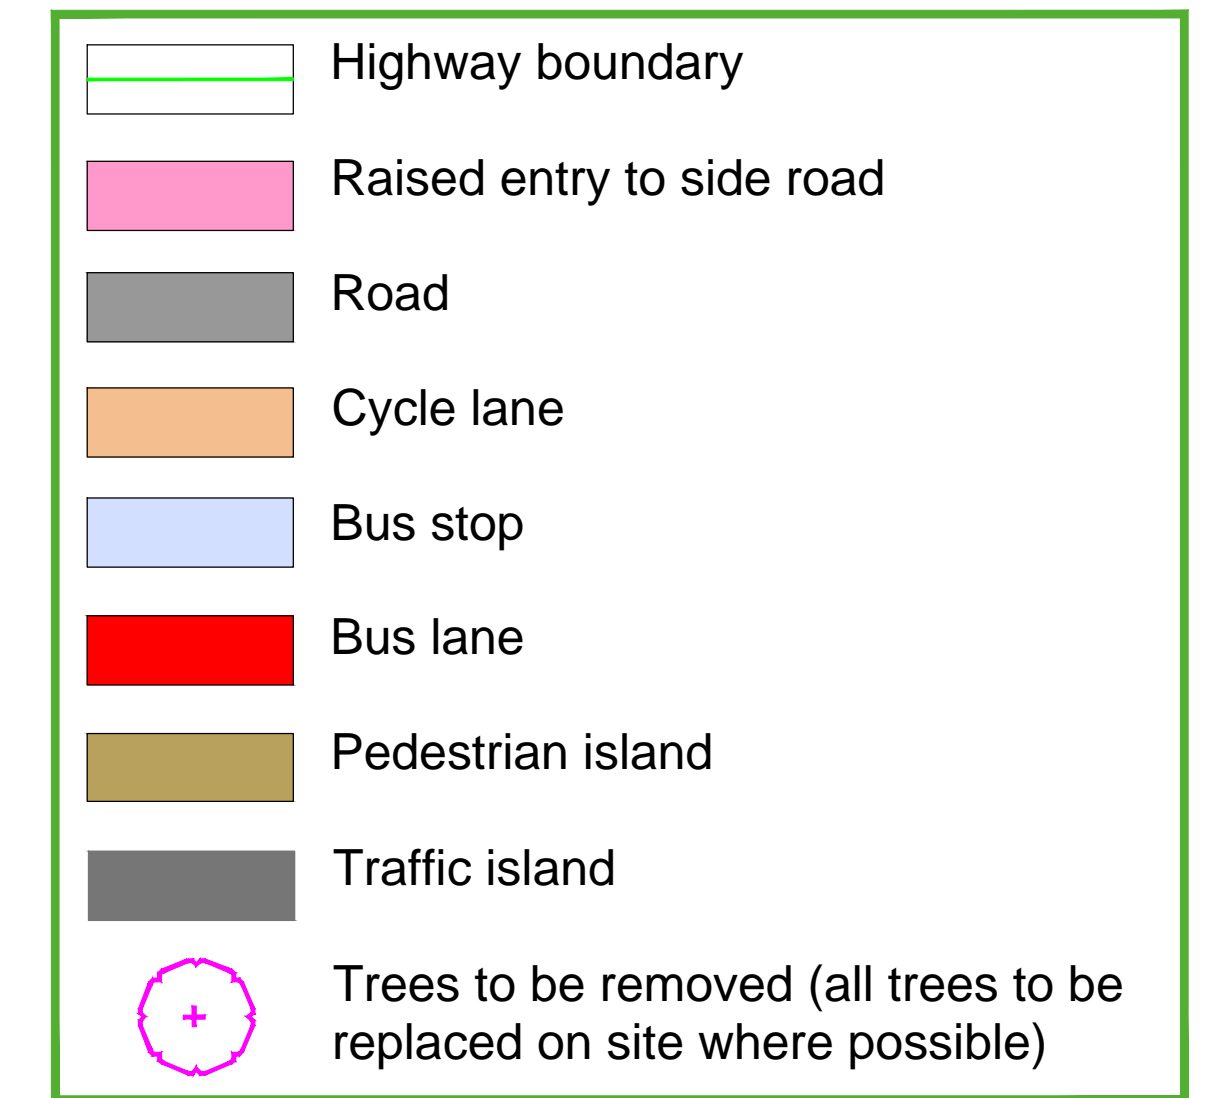 Highway boundary
Raised entry to side road
Road
Cycle lane
Bus stop
Bus lane
Pedestrian island
Traffic island
Trees to be removed (all trees to be
replaced on site where possible)